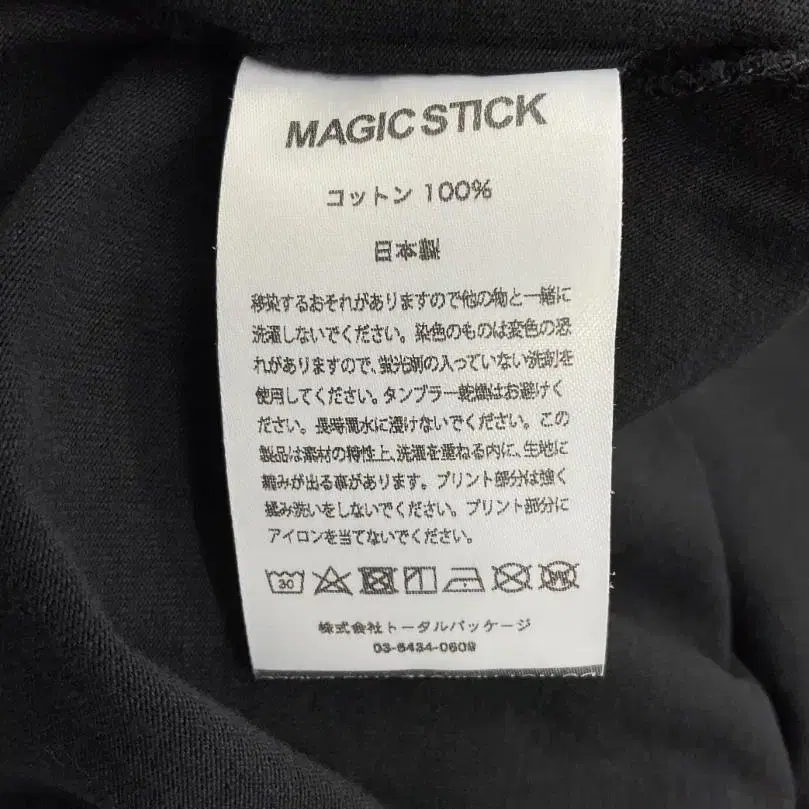 MAGIC STICK
コットン 100%
日本製
移染するおそれがありますので他の物と一緒に
洗濯しないでください。染色のものは変色の恐
れがありますので、蛍光剤の入っていない洗剤を
使用してください。タンブラー乾燥はお避けく
ださい。長時間水に浸けないでください。この
製品は素材の特性上、洗濯を重ねる内に、生地に
縮みが出る事があります。プリント部分は強く
揉み洗いをしないでください。プリント部分に
アイロンを当てないでください。
30
株式会社トータルパッケージ
03-6434-0609